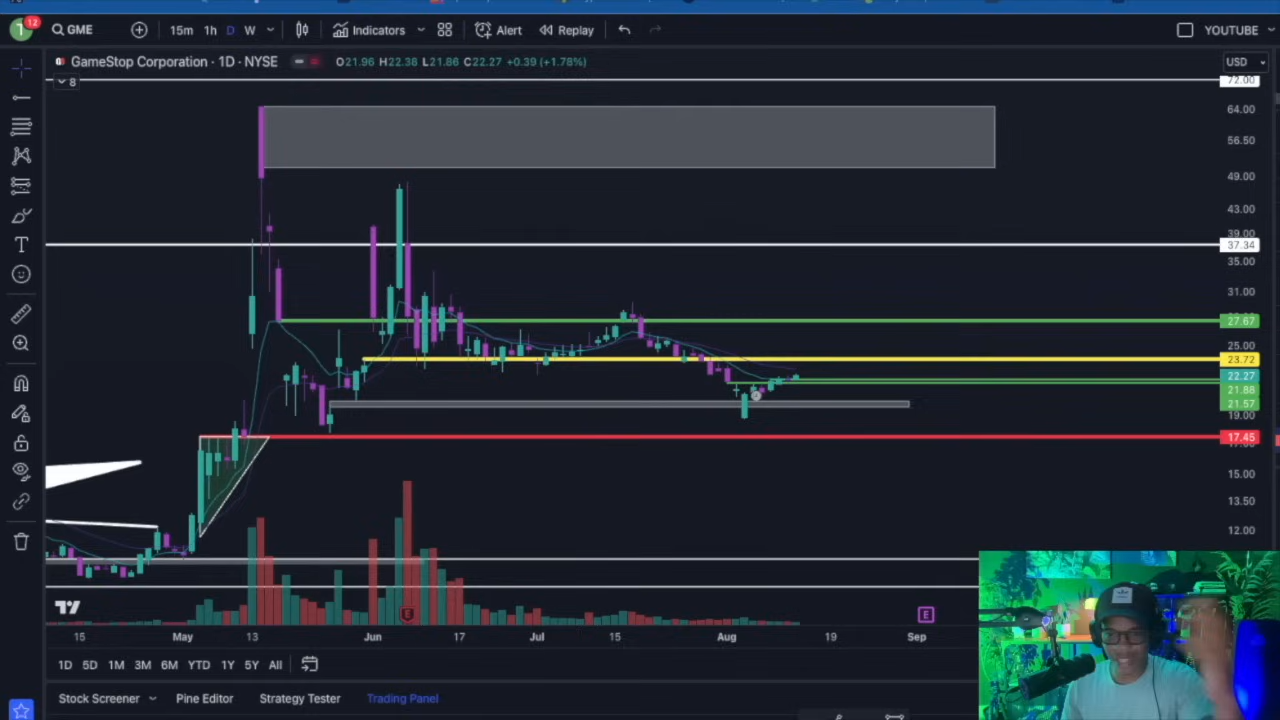 12
GME
15m 1h D W
Indicators
Alert
Replay
YOUTUBE
GameStop Corporation · 1D · NYSE
O21.96 H22.38 L21.86 C22.27 +0.39 (+1.78%)
USD
8
72.00
64.00
56.50
49.00
43.00
39.00
37.34
35.00
31.00
27.67
25.00
23.72
22.27
21.88
21.57
19.00
17.45
15.00
13.50
12.00
E
E
15 May 13 Jun 17 Jul 15 Aug 19 Sep
1D 5D 1M 3M 6M YTD 1Y 5Y All
Stock Screener Pine Editor Strategy Tester Trading Panel